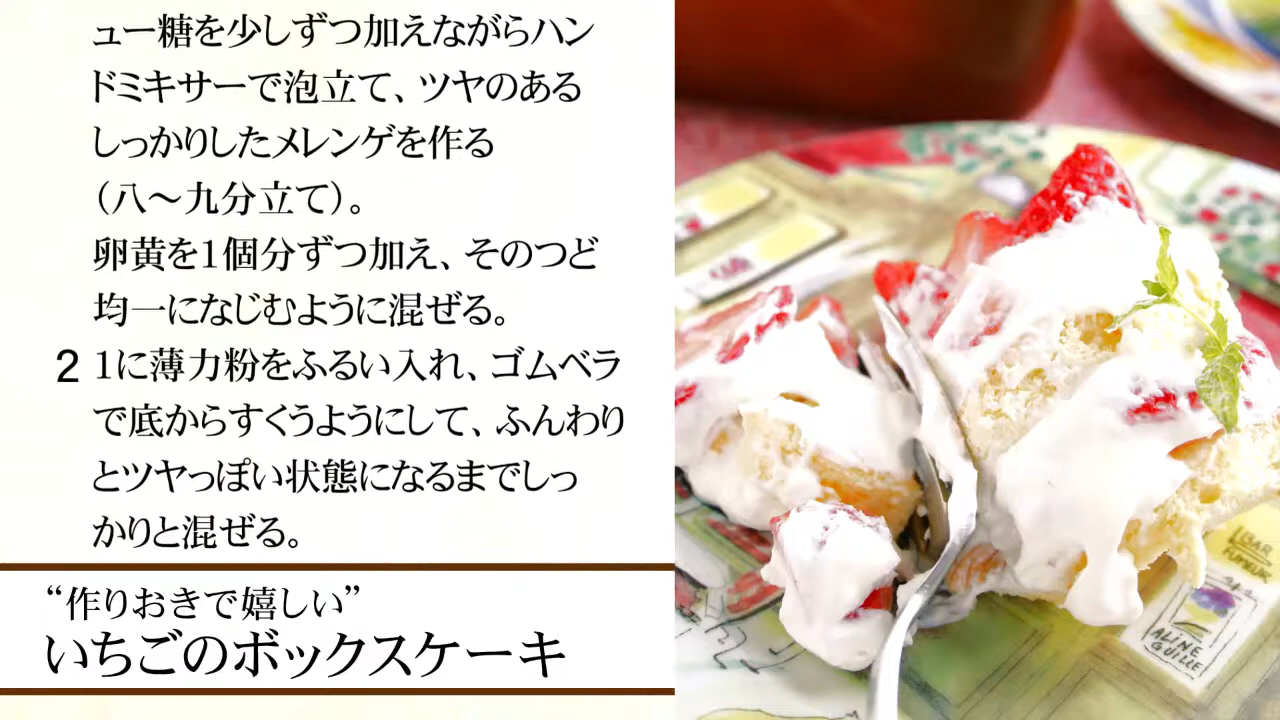 ュー糖を少しずつ加えながらハン
ドミキサーで泡立て、ツヤのある
しっかりしたメレンゲを作る
（八～九分立て）。
卵黄を１個分ずつ加え、そのつど
均一になじむように混ぜる。
2 １に薄力粉をふるい入れ、ゴムベラ
で底からすくうようにして、ふんわり
とツヤっぽい状態になるまでしっ
かりと混ぜる。
“作りおきで嬉しい”
いちごのボックスケーキ
BAR
FUMEUR
ALINE
GUILLE